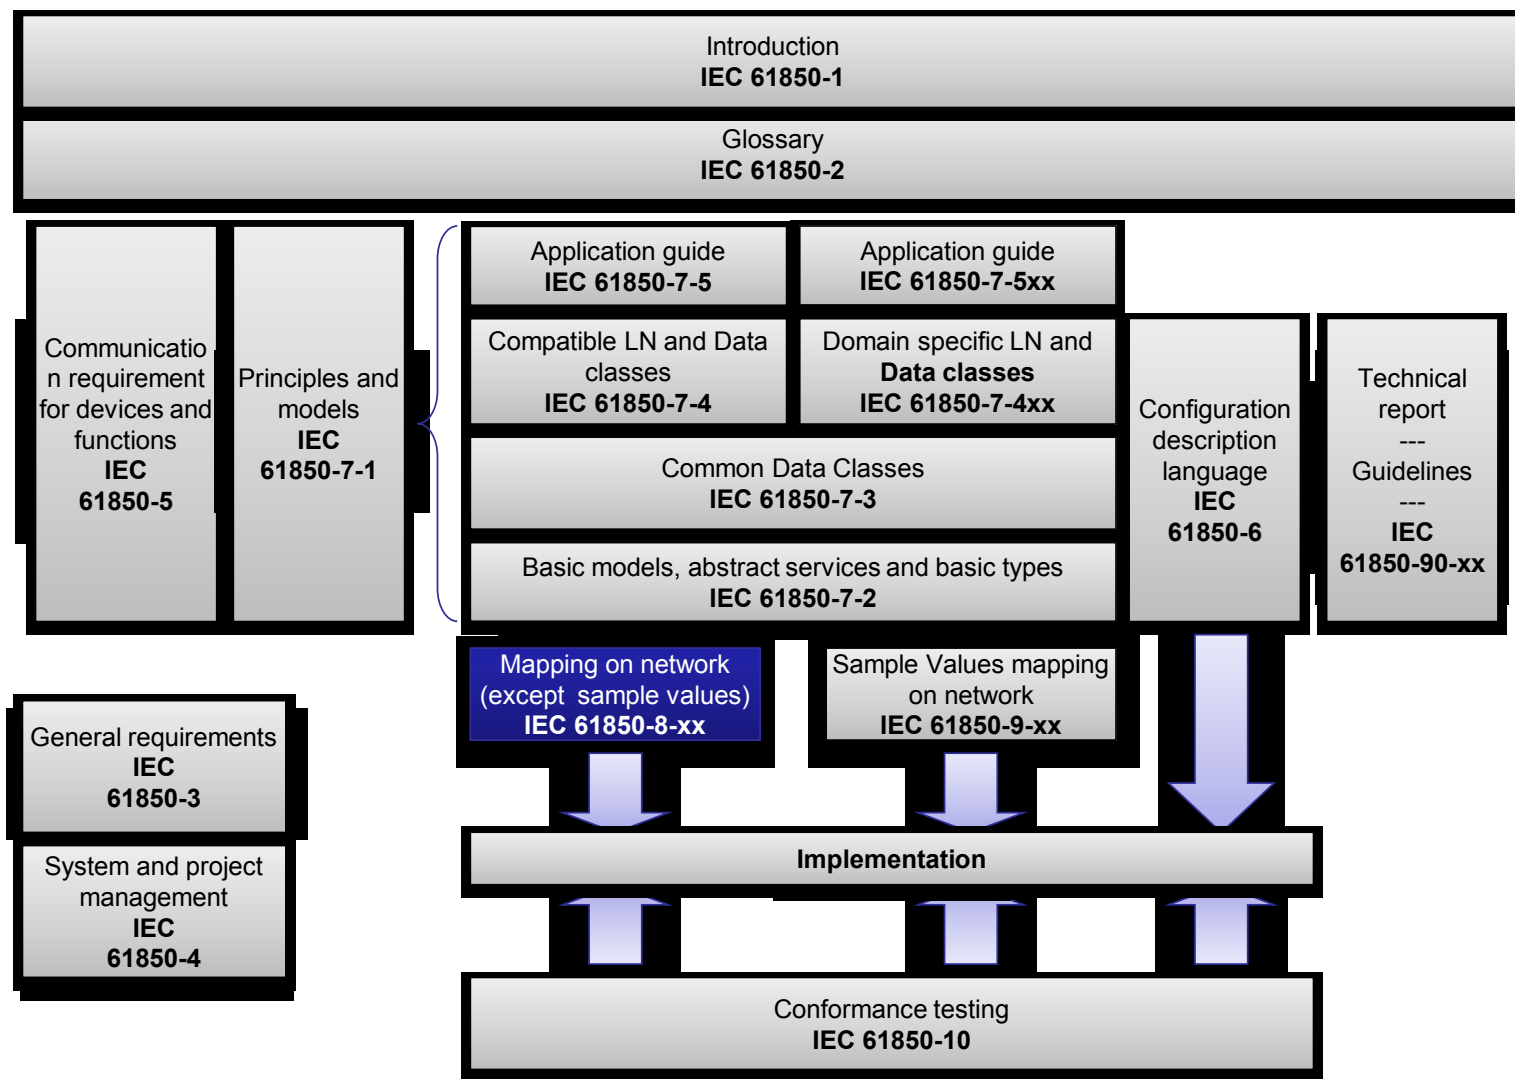 Introduction
IEC 61850-1
Glossary
IEC 61850-2
Communicatio
n requirement
for devices and
functions
IEC
61850-5
Principles and
models
IEC
61850-7-1
Application guide
IEC 61850-7-5
Application guide
IEC 61850-7-5xx
Compatible LN and Data
classes
IEC 61850-7-4
Domain specific LN and
Data classes
IEC 61850-7-4xx
Common Data Classes
IEC 61850-7-3
Basic models, abstract services and basic types
IEC 61850-7-2
Configuration
description
language
IEC
61850-6
Technical
report
---
Guidelines
---
IEC
61850-90-xx
Mapping on network
(except sample values)
IEC 61850-8-xx
Sample Values mapping
on network
IEC 61850-9-xx
General requirements
IEC
61850-3
System and project
management
IEC
61850-4
Implementation
Conformance testing
IEC 61850-10